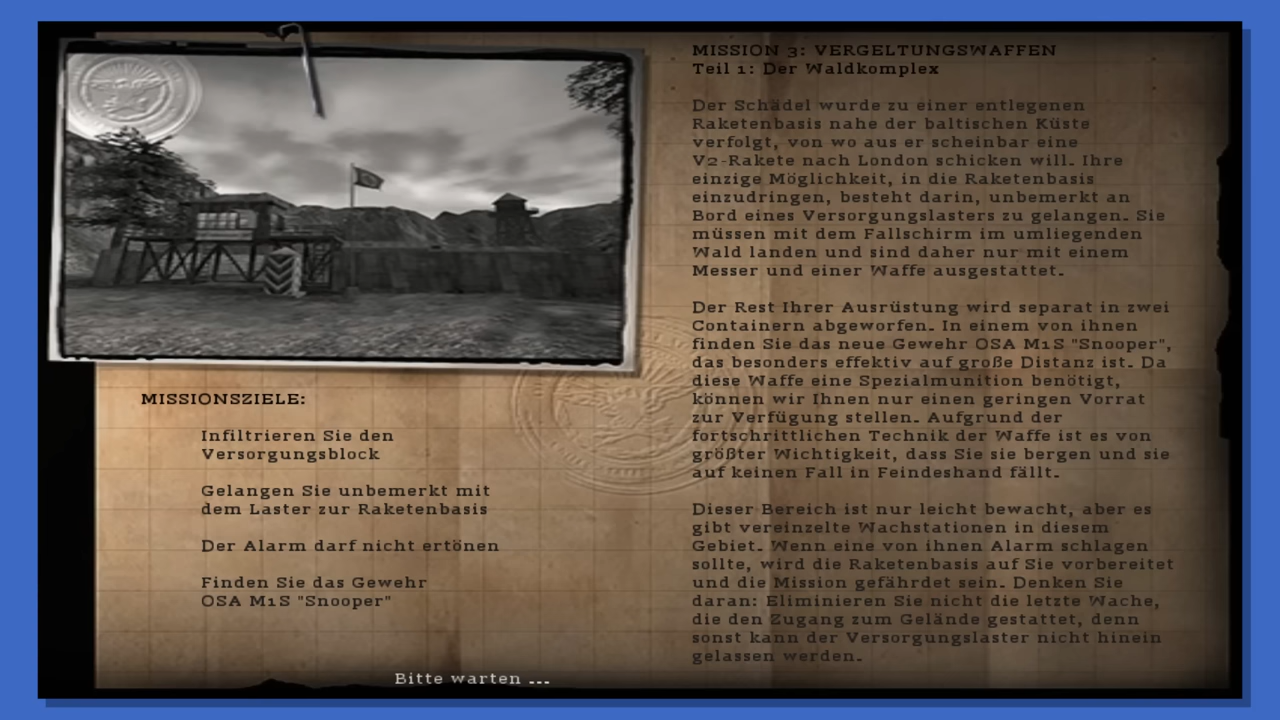 MISSION 3: VERGELTUNGSWAFFEN
Teil 1: Der Waldkomplex
Der Schädel wurde zu einer entlegenen
Raketenbasis nahe der baltischen Küste
verfolgt, von wo aus er scheinbar eine
V2-Rakete nach London schicken will. Ihre
einzige Möglichkeit, in die Raketenbasis
einzudringen, besteht darin, unbemerkt an
Bord eines Versorgungslasters zu gelangen. Sie
müssen mit dem Fallschirm im umliegenden
Wald landen und sind daher nur mit einem
Messer und einer Waffe ausgestattet.
Der Rest Ihrer Ausrüstung wird separat in zwei
Containern abgeworfen. In einem von ihnen
finden Sie das neue Gewehr OSA M1S "Snooper",
das besonders effektiv auf große Distanz ist. Da
diese Waffe eine Spezialmunition benötigt,
können wir Ihnen nur einen geringen Vorrat
zur Verfügung stellen. Aufgrund der
fortschrittlichen Technik der Waffe ist es von
größter Wichtigkeit, dass Sie sie bergen und sie
auf keinen Fall in Feindeshand fällt.
Dieser Bereich ist nur leicht bewacht, aber es
gibt vereinzelte Wachstationen in diesem
Gebiet. Wenn eine von ihnen Alarm schlagen
sollte, wird die Raketenbasis auf Sie vorbereitet
und die Mission gefährdet sein. Denken Sie
daran: Eliminieren Sie nicht die letzte Wache,
die den Zugang zum Gelände gestattet, denn
sonst kann der Versorgungslaster nicht hinein
gelassen werden.
MISSIONSZIELE:
Infiltrieren Sie den
Versorgungsblock
Gelangen Sie unbemerkt mit
dem Laster zur Raketenbasis
Der Alarm darf nicht ertönen
Finden Sie das Gewehr
OSA M1S "Snooper"
Bitte warten ...